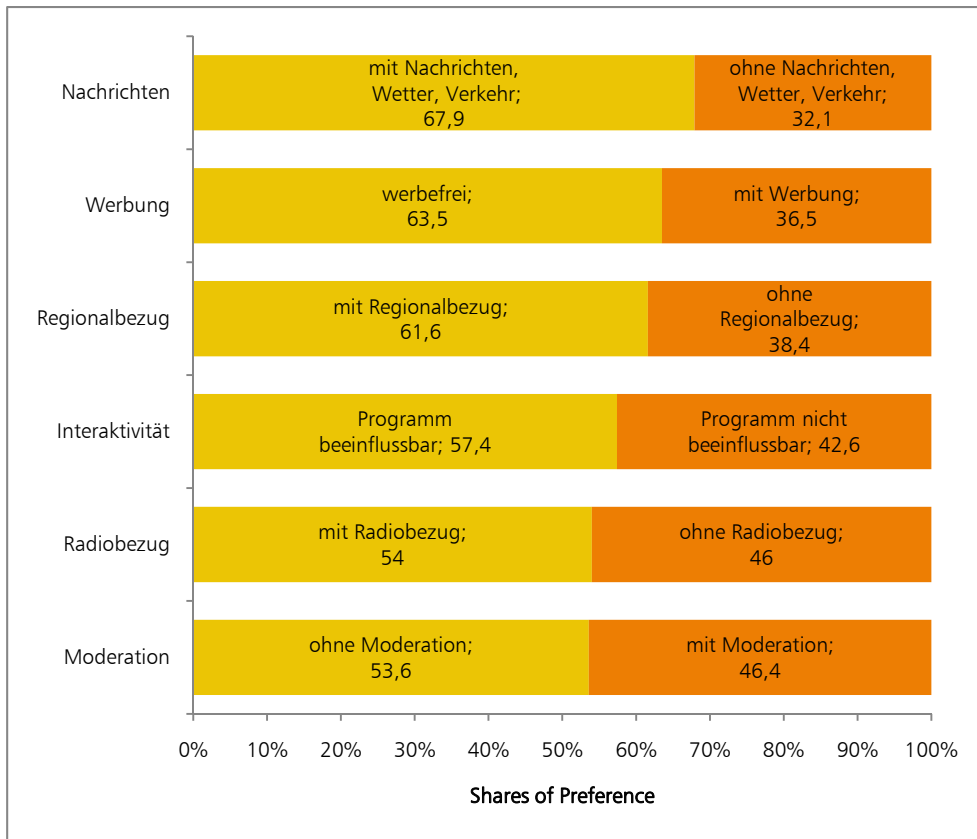 Nachrichten
mit Nachrichten,
Wetter, Verkehr;
67,9
ohne Nachrichten,
Wetter, Verkehr;
32,1
Werbung
werbefrei;
63,5
mit Werbung;
36,5
Regionalbezug
mit Regionalbezug;
61,6
ohne
Regionalbezug;
38,4
Interaktivität
Programm
beeinflussbar; 57,4
Programm nicht
beeinflussbar; 42,6
Radiobezug
mit Radiobezug;
54
ohne Radiobezug;
46
Moderation
ohne Moderation;
53,6
mit Moderation;
46,4
0% 10% 20% 30% 40% 50% 60% 70% 80% 90% 100%
Shares of Preference